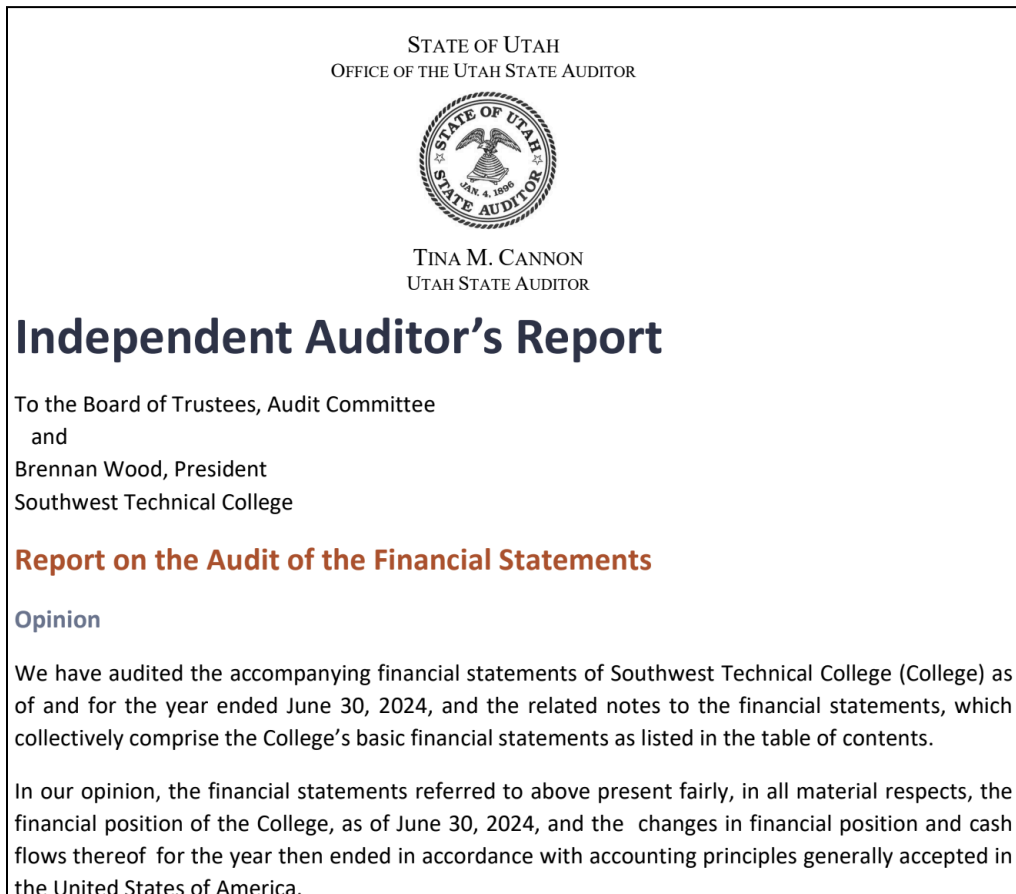 STATE OF UTAH
OFFICE OF THE UTAH STATE AUDITOR
STATE OF UTAH
JAN. 4, 1896
STATE AUDITOR
TINA M. CANNON
UTAH STATE AUDITOR
Independent Auditor’s Report
To the Board of Trustees, Audit Committee
and
Brennan Wood, President
Southwest Technical College
Report on the Audit of the Financial Statements
Opinion
We have audited the accompanying financial statements of Southwest Technical College (College) as
of and for the year ended June 30, 2024, and the related notes to the financial statements, which
collectively comprise the College’s basic financial statements as listed in the table of contents.
In our opinion, the financial statements referred to above present fairly, in all material respects, the
financial position of the College, as of June 30, 2024, and the changes in financial position and cash
flows thereof for the year then ended in accordance with accounting principles generally accepted in
the United States of America.